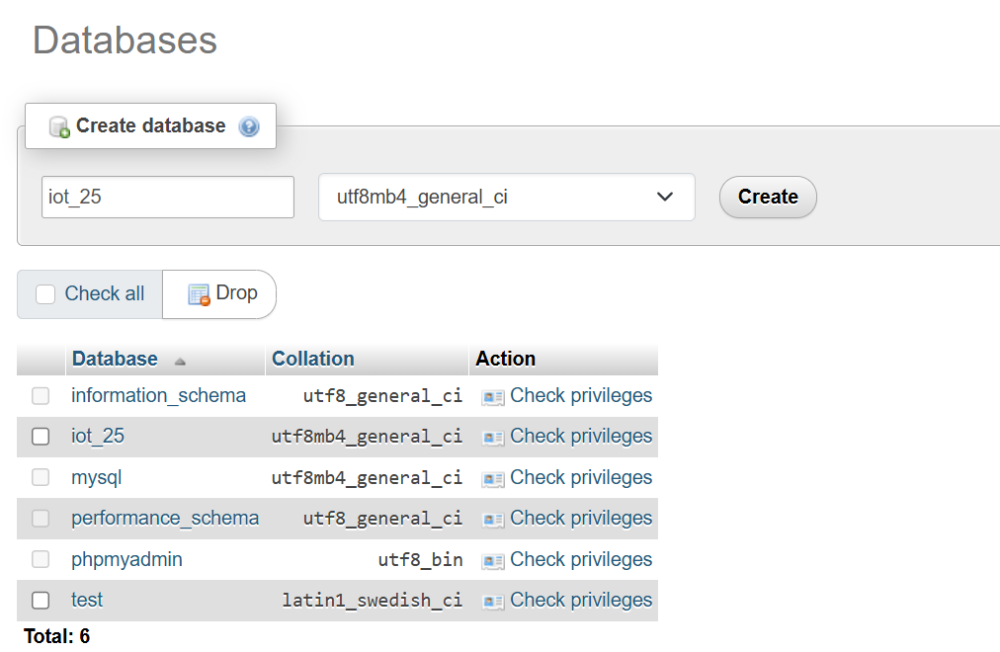 Databases
Create database
iot_25 utf8mb4_general_ci Create
Check all Drop
Database Collation Action
information_schema utf8_general_ci Check privileges
iot_25 utf8mb4_general_ci Check privileges
mysql utf8mb4_general_ci Check privileges
performance_schema utf8_general_ci Check privileges
phpmyadmin utf8_bin Check privileges
test latin1_swedish_ci Check privileges
Total: 6